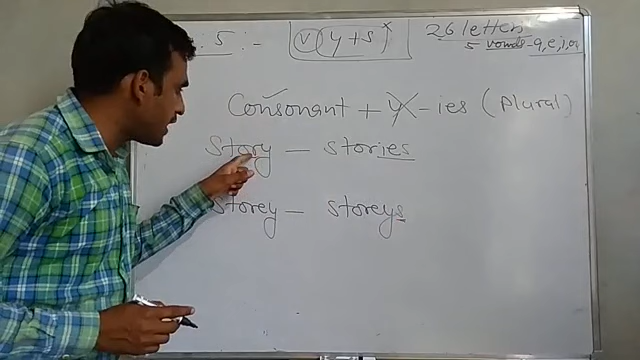 . 5 :- (V) y+s x 26 letters
5 vowels - a, e, i, o, u
Consonant + y - ies (Plural)
Story - stories
Storey - storeys